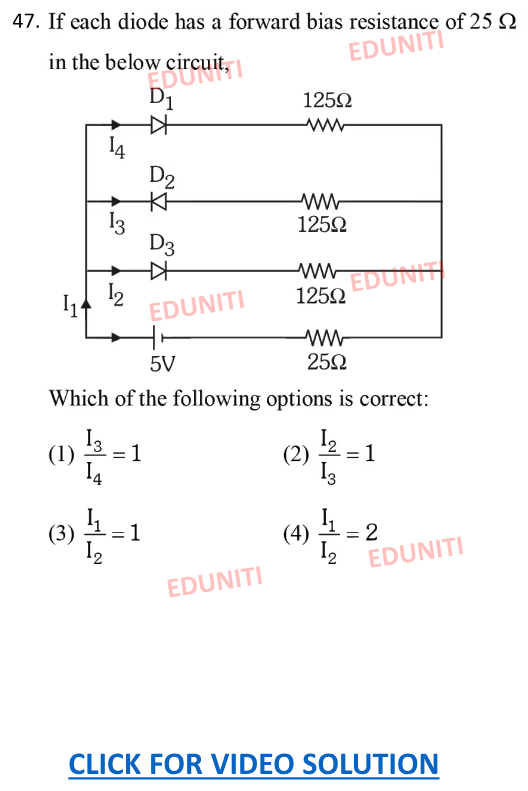 47. If each diode has a forward bias resistance of 25 Ω
EDUNITI
in the below circuit,
EDUNITI
D₁
125Ω
I₄
D₂
I₃
125Ω
D₃
EDUNITI
I₁
I₂
EDUNITI
125Ω
5V
25Ω
Which of the following options is correct:
(1) I₃/I₄ = 1 (2) I₂/I₃ = 1
(3) I₁/I₂ = 1 (4) I₁/I₂ = 2
EDUNITI
EDUNITI
CLICK FOR VIDEO SOLUTION